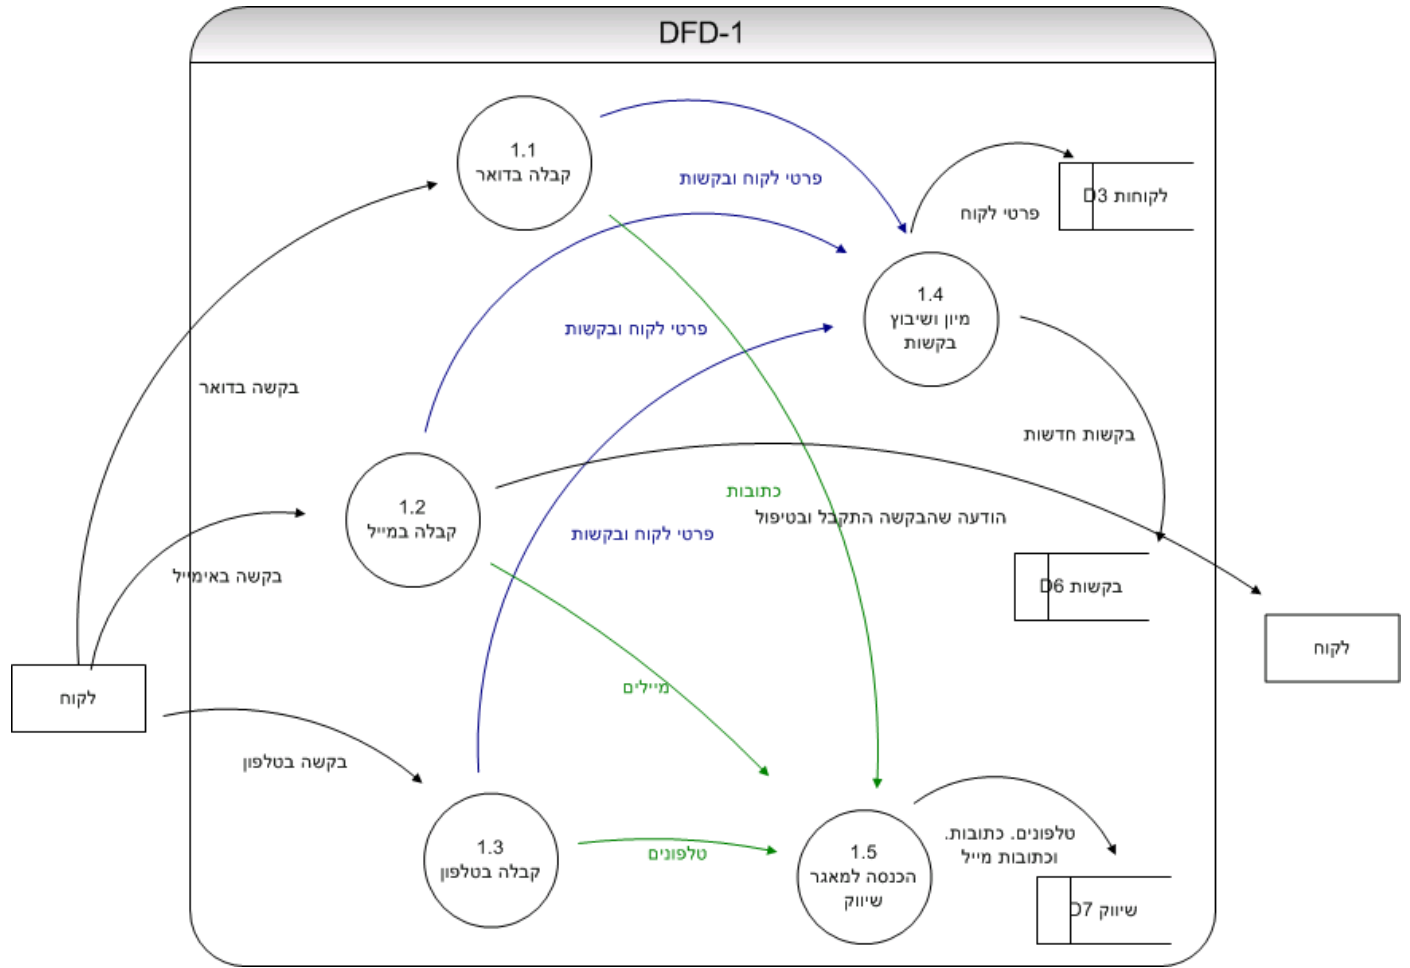 DFD-1
1.1
קבלה בדואר
פרטי לקוח ובקשות
פרטי לקוח
לקוחות D3
1.4
מיון ושיבוץ
בקשות
פרטי לקוח ובקשות
בקשה בדואר
בקשות חדשות
1.2
קבלה במייל
כתובות
הודעה שהבקשה התקבל ובטיפול
פרטי לקוח ובקשות
בקשה באימייל
בקשות D6
לקוח
מיילים
לקוח
בקשה בטלפון
1.3
קבלה בטלפון
טלפונים
1.5
הכנסה למאגר
שיווק
טלפונים. כתובות.
וכתובות מייל
שיווק D7